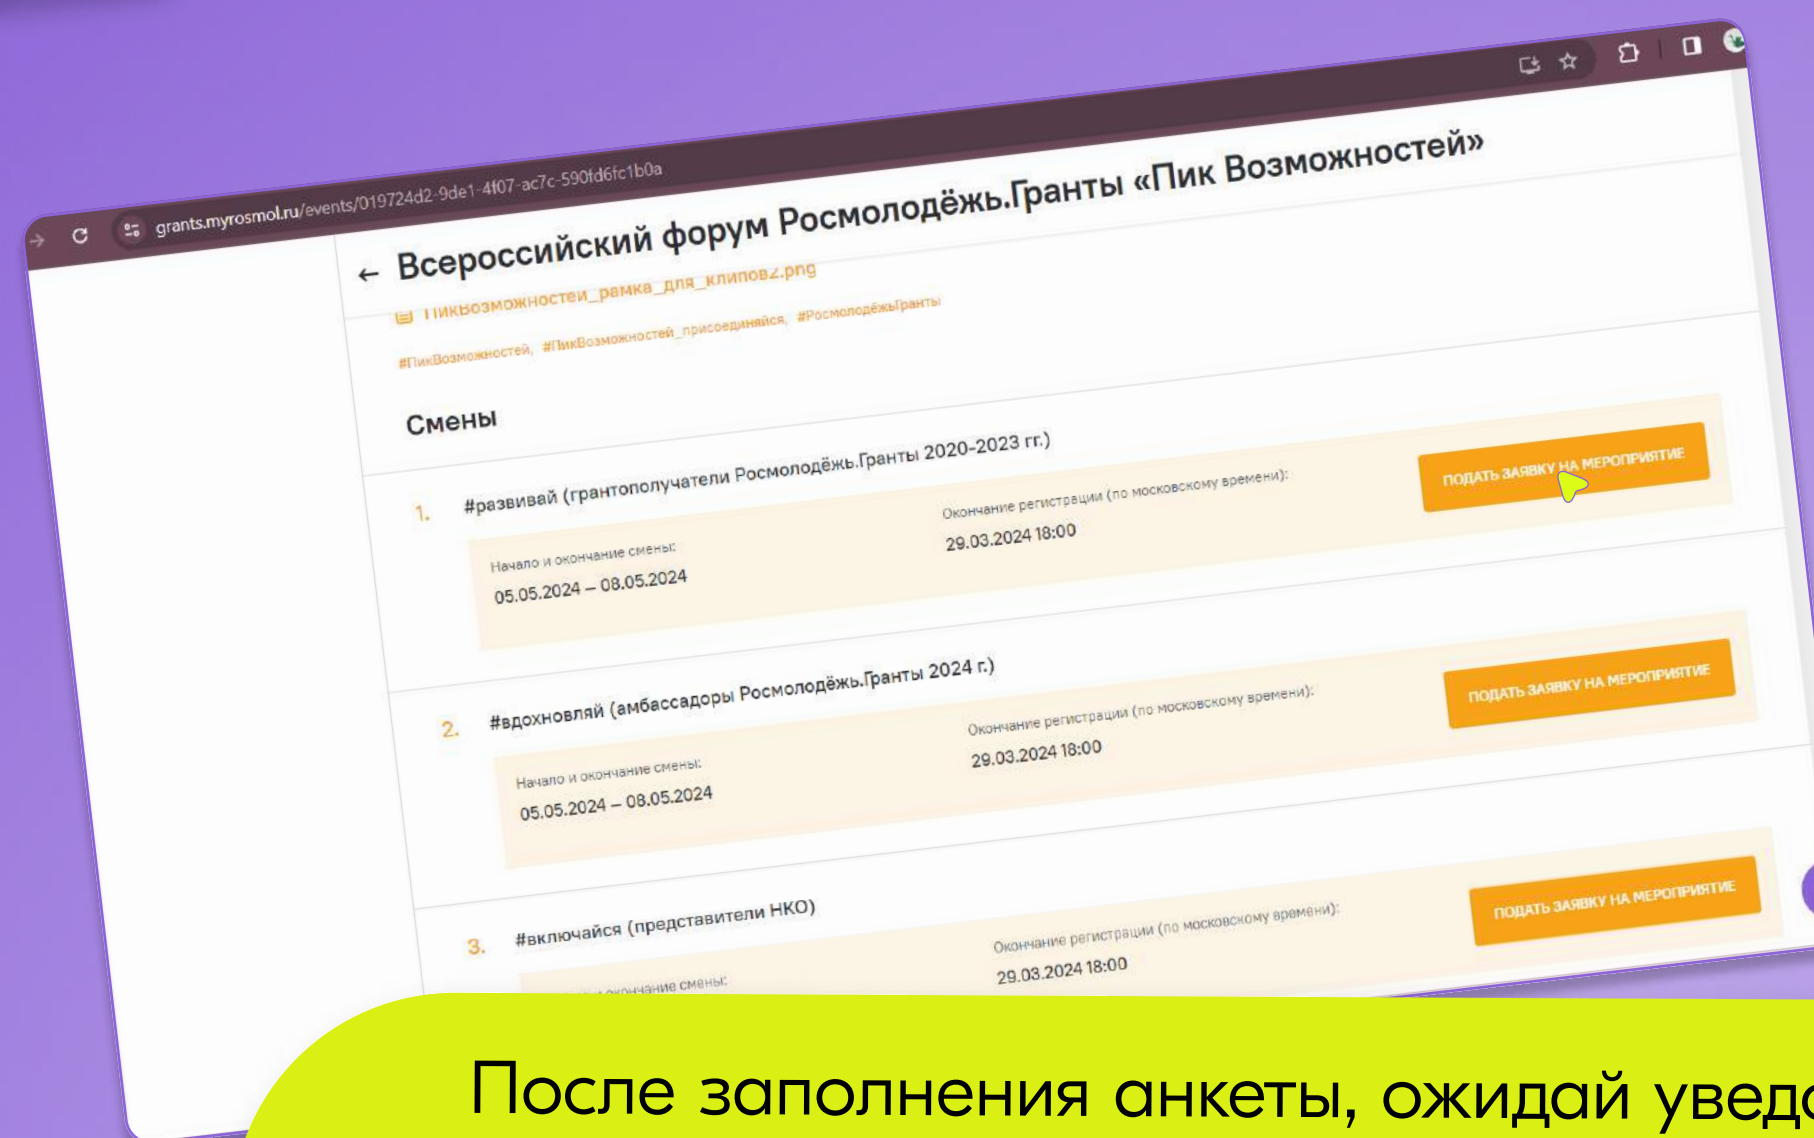 grants.myrosmol.ru/events/019724d2-9de1-4f07-ac7c-590fd6fc1b0a
← Всероссийский форум Росмолодёжь.Гранты «Пик Возможностей»
ПикВозможностей_рамка_для_клипов2.png
#ПикВозможностей, #ПикВозможностей_присоединяйся, #РосмолодёжьГранты
Смены
1. #развивай (грантополучатели Росмолодёжь.Гранты 2020-2023 гг.)
Начало и окончание смены:
05.05.2024 – 08.05.2024
Окончание регистрации (по московскому времени):
29.03.2024 18:00
ПОДАТЬ ЗАЯВКУ НА МЕРОПРИЯТИЕ
2. #вдохновляй (амбассадоры Росмолодёжь.Гранты 2024 г.)
Начало и окончание смены:
05.05.2024 – 08.05.2024
Окончание регистрации (по московскому времени):
29.03.2024 18:00
ПОДАТЬ ЗАЯВКУ НА МЕРОПРИЯТИЕ
3. #включайся (представители НКО)
окончание смены:
Окончание регистрации (по московскому времени):
29.03.2024 18:00
ПОДАТЬ ЗАЯВКУ НА МЕРОПРИЯТИЕ
После заполнения анкеты, ожидай уведо